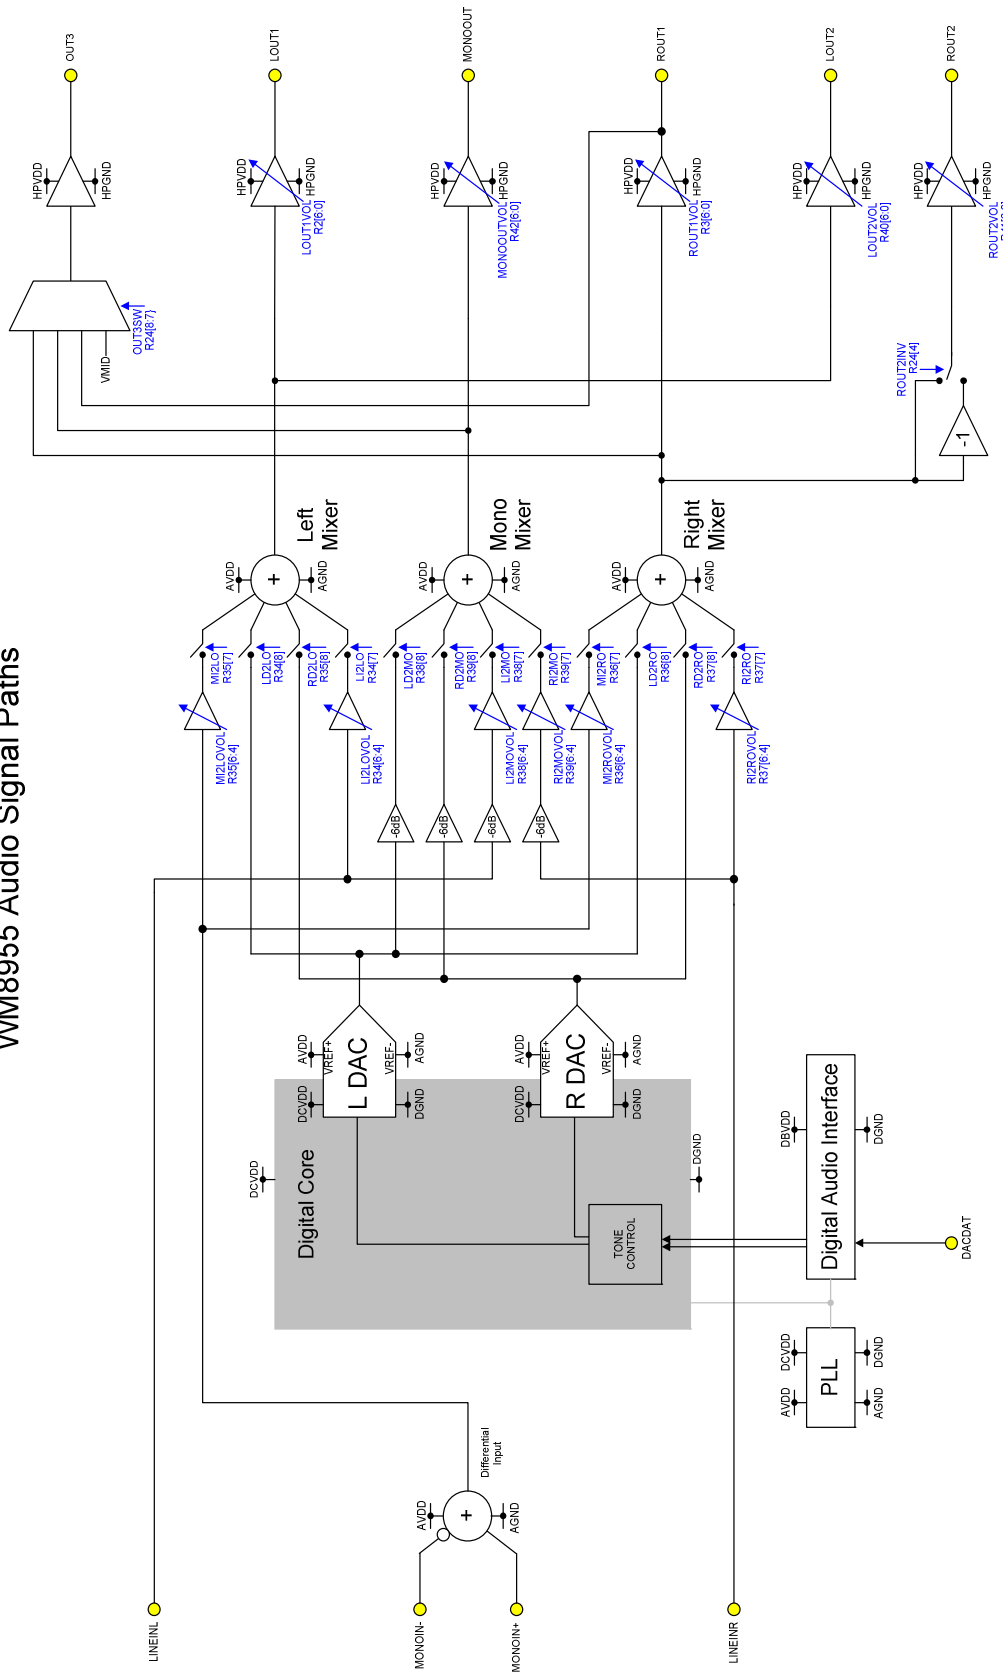 WM8955 Audio Signal Paths
OUT3
LOUT1
MONOOUT
ROUT1
LOUT2
ROUT2
HPVDD
HPGND
HPVDD
HPGND
LOUT1VOL
R2[6:0]
HPVDD
HPGND
MONOOUTVOL
R42[6:0]
HPVDD
HPGND
ROUT1VOL
R3[6:0]
HPVDD
HPGND
LOUT2VOL
R40[6:0]
HPVDD
HPGND
ROUT2VOL
OUT3SW
R24[8:7}
VMID
ROUT2INV
R24[4]
-1
Left
Mixer
Mono
Mixer
Right
Mixer
AVDD
+
AGND
AVDD
+
AGND
AVDD
+
AGND
MI2LO
R35[7]
LD2LO
R34[8]
RD2LO
R35[8]
LI2LO
R34[7]
LD2MO
R38[8]
RD2MO
R39[8]
LI2MO
R38[7]
RI2MO
R39[7]
MI2RO
R36[7]
LD2RO
R36[8]
RD2RO
R37[8]
RI2RO
R37[7]
MI2LOVOL
R35[6:4]
LI2LOVOL
R34[6:4]
LI2MOVOL
R38[6:4]
RI2MOVOL
R39[6:4]
MI2ROVOL
R36[6:4]
RI2ROVOL
R37[6:4]
-6dB
-6dB
-6dB
-6dB
AVDD
VREF+
L DAC
VREF-
AGND
DCVDD
DGND
AVDD
VREF+
R DAC
VREF-
AGND
DCVDD
DGND
DCVDD
Digital Core
DGND
TONE
CONTROL
DBVDD
Digital Audio Interface
DGND
DACDAT
DCVDD
AVDD
PLL
DGND
AGND
Differential
Input
AVDD
+
AGND
LINEINL
MONOIN-
MONOIN+
LINEINR